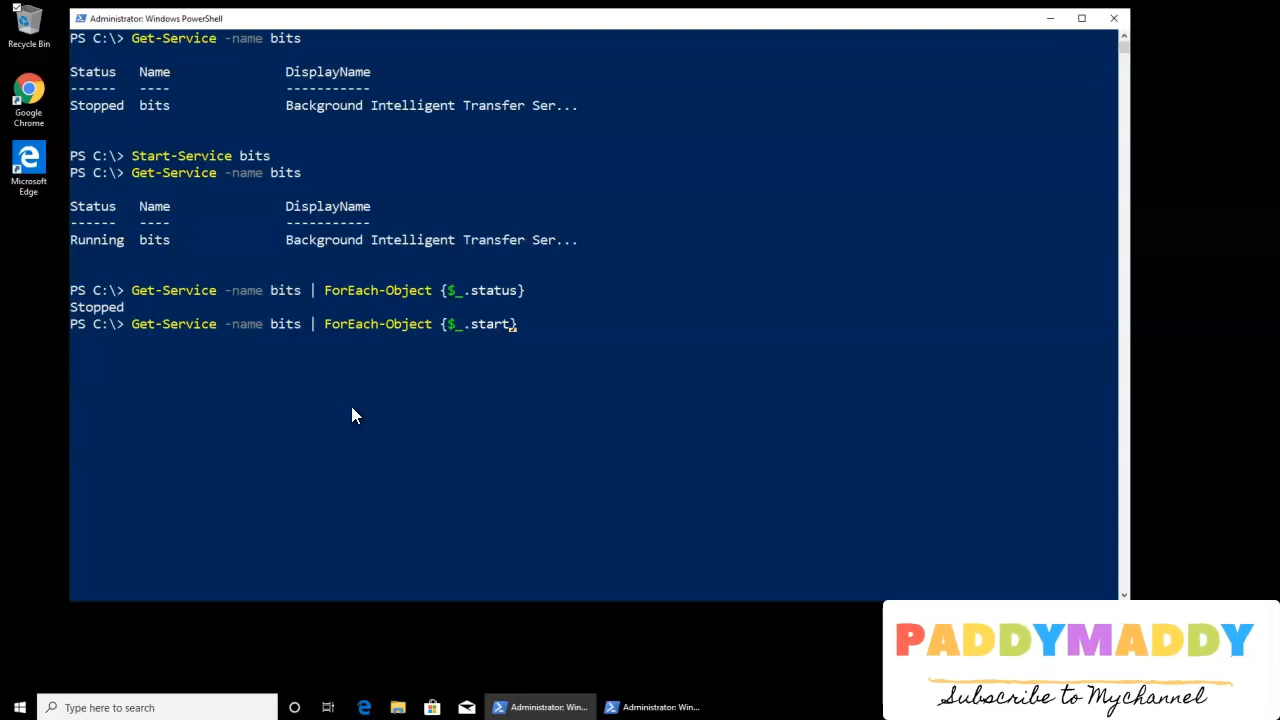 Administrator: Windows PowerShell
Recycle Bin
Google
Chrome
Microsoft
Edge
PS C:\> Get-Service -name bits
Status   Name               DisplayName
------   ----               -----------
Stopped  bits               Background Intelligent Transfer Ser...
PS C:\> Start-Service bits
PS C:\> Get-Service -name bits
Status   Name               DisplayName
------   ----               -----------
Running  bits               Background Intelligent Transfer Ser...
PS C:\> Get-Service -name bits | ForEach-Object {$_.status}
Stopped
PS C:\> Get-Service -name bits | ForEach-Object {$_.start}
PADDYMADDY
Subscribe to Mychannel
Type here to search
Administrator: Win...
Administrator: Win...